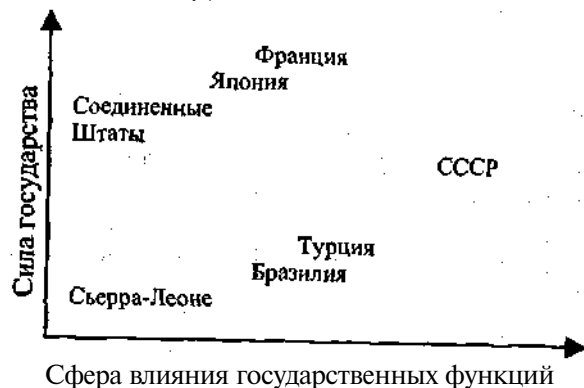 Сила государства
Франция
Япония
Соединенные
Штаты
СССР
Турция
Бразилия
Сьерра-Леоне
Сфера влияния государственных функций